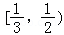 [1/3, 1/2)